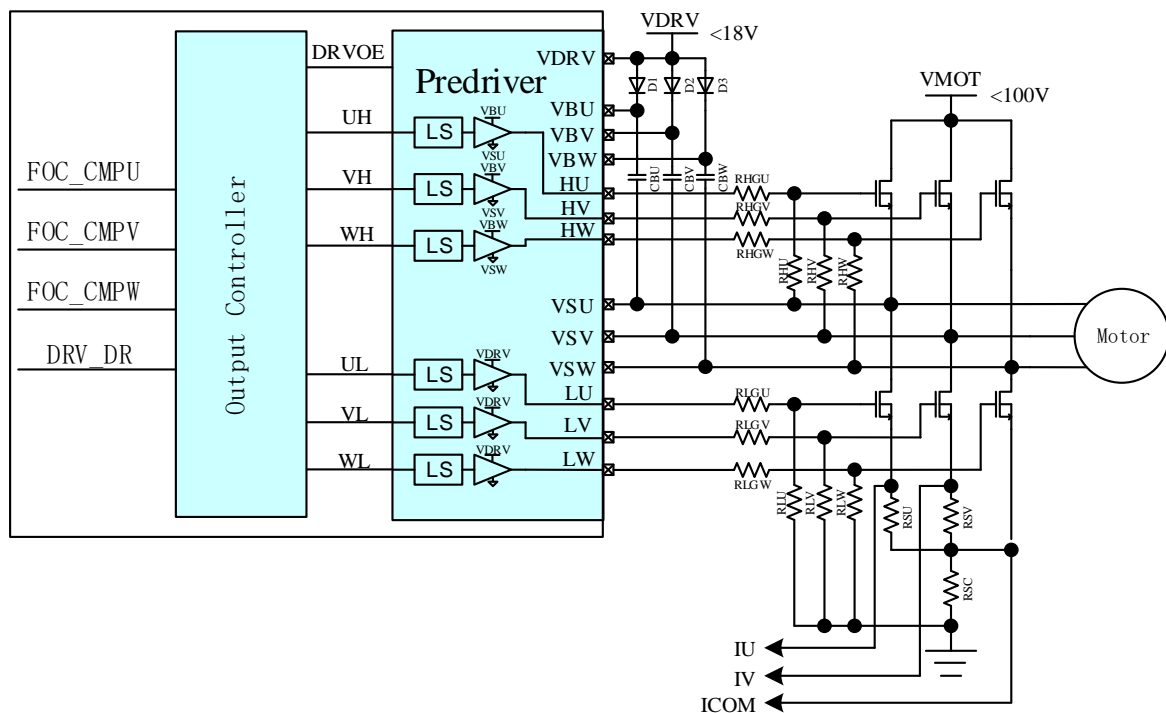 VDRV
<18V
VMOT
<100V
DRVOE
Predriver
VDRV
D1
D2
D3
VBU
VBV
VBW
UH
LS
VBU
VSU
VH
LS
VBV
VSV
WH
LS
VBW
VSW
CBU
CBV
CBW
HU
HV
HW
RHGU
RHGV
RHGW
RHU
RHV
RHW
FOC_CMPU
FOC_CMPV
FOC_CMPW
DRV_DR
Output Controller
VSU
VSV
VSW
Motor
UL
LS
VDRV
VL
LS
VDRV
WL
LS
VDRV
LU
LV
LW
RLGU
RLGV
RLGW
RLU
RLV
RLW
RSU
RSV
RSC
IU
IV
ICOM